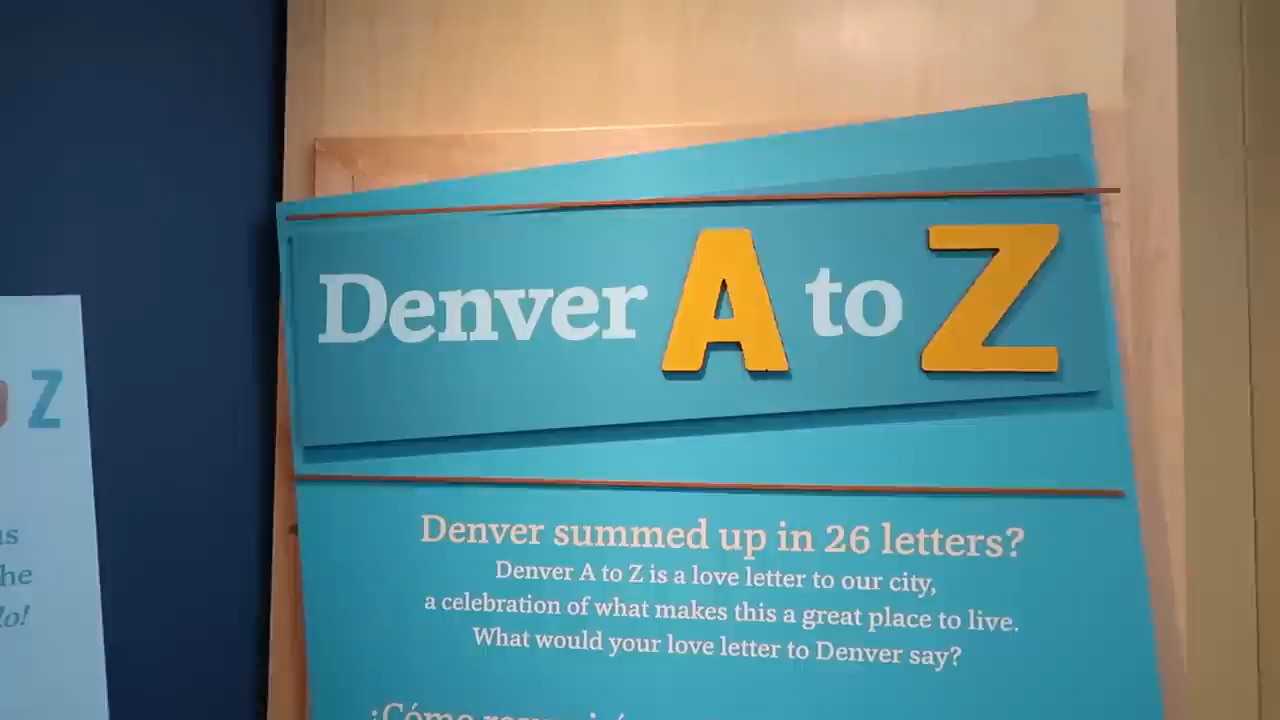 Denver A to Z
Denver summed up in 26 letters?
Denver A to Z is a love letter to our city,
a celebration of what makes this a great place to live.
What would your love letter to Denver say?
¿Cómo
Z